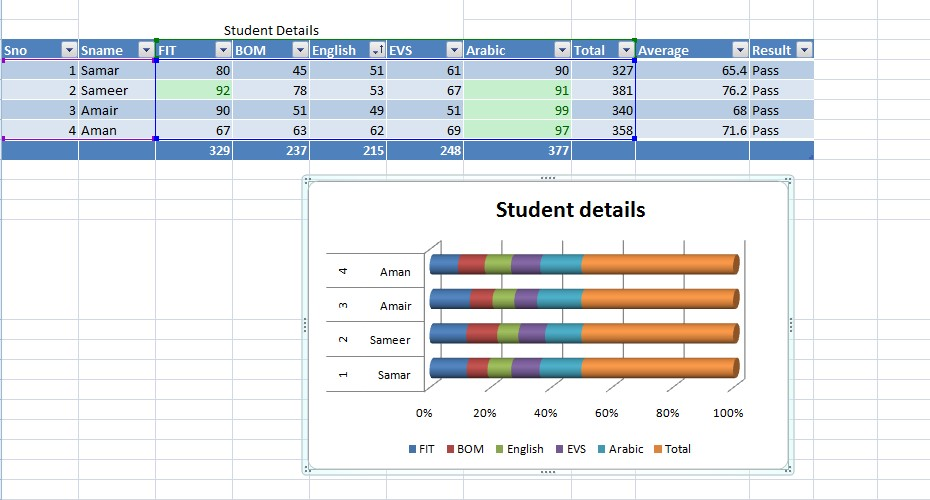 Student Details
Sno Sname FIT BOM English EVS Arabic Total Average Result
1 Samar 80 45 51 61 90 327 65.4 Pass
2 Sameer 92 78 53 67 91 381 76.2 Pass
3 Amair 90 51 49 51 99 340 68 Pass
4 Aman 67 63 62 69 97 358 71.6 Pass
329 237 215 248 377
Student details
4 Aman
3 Amair
2 Sameer
1 Samar
0% 20% 40% 60% 80% 100%
FIT BOM English EVS Arabic Total